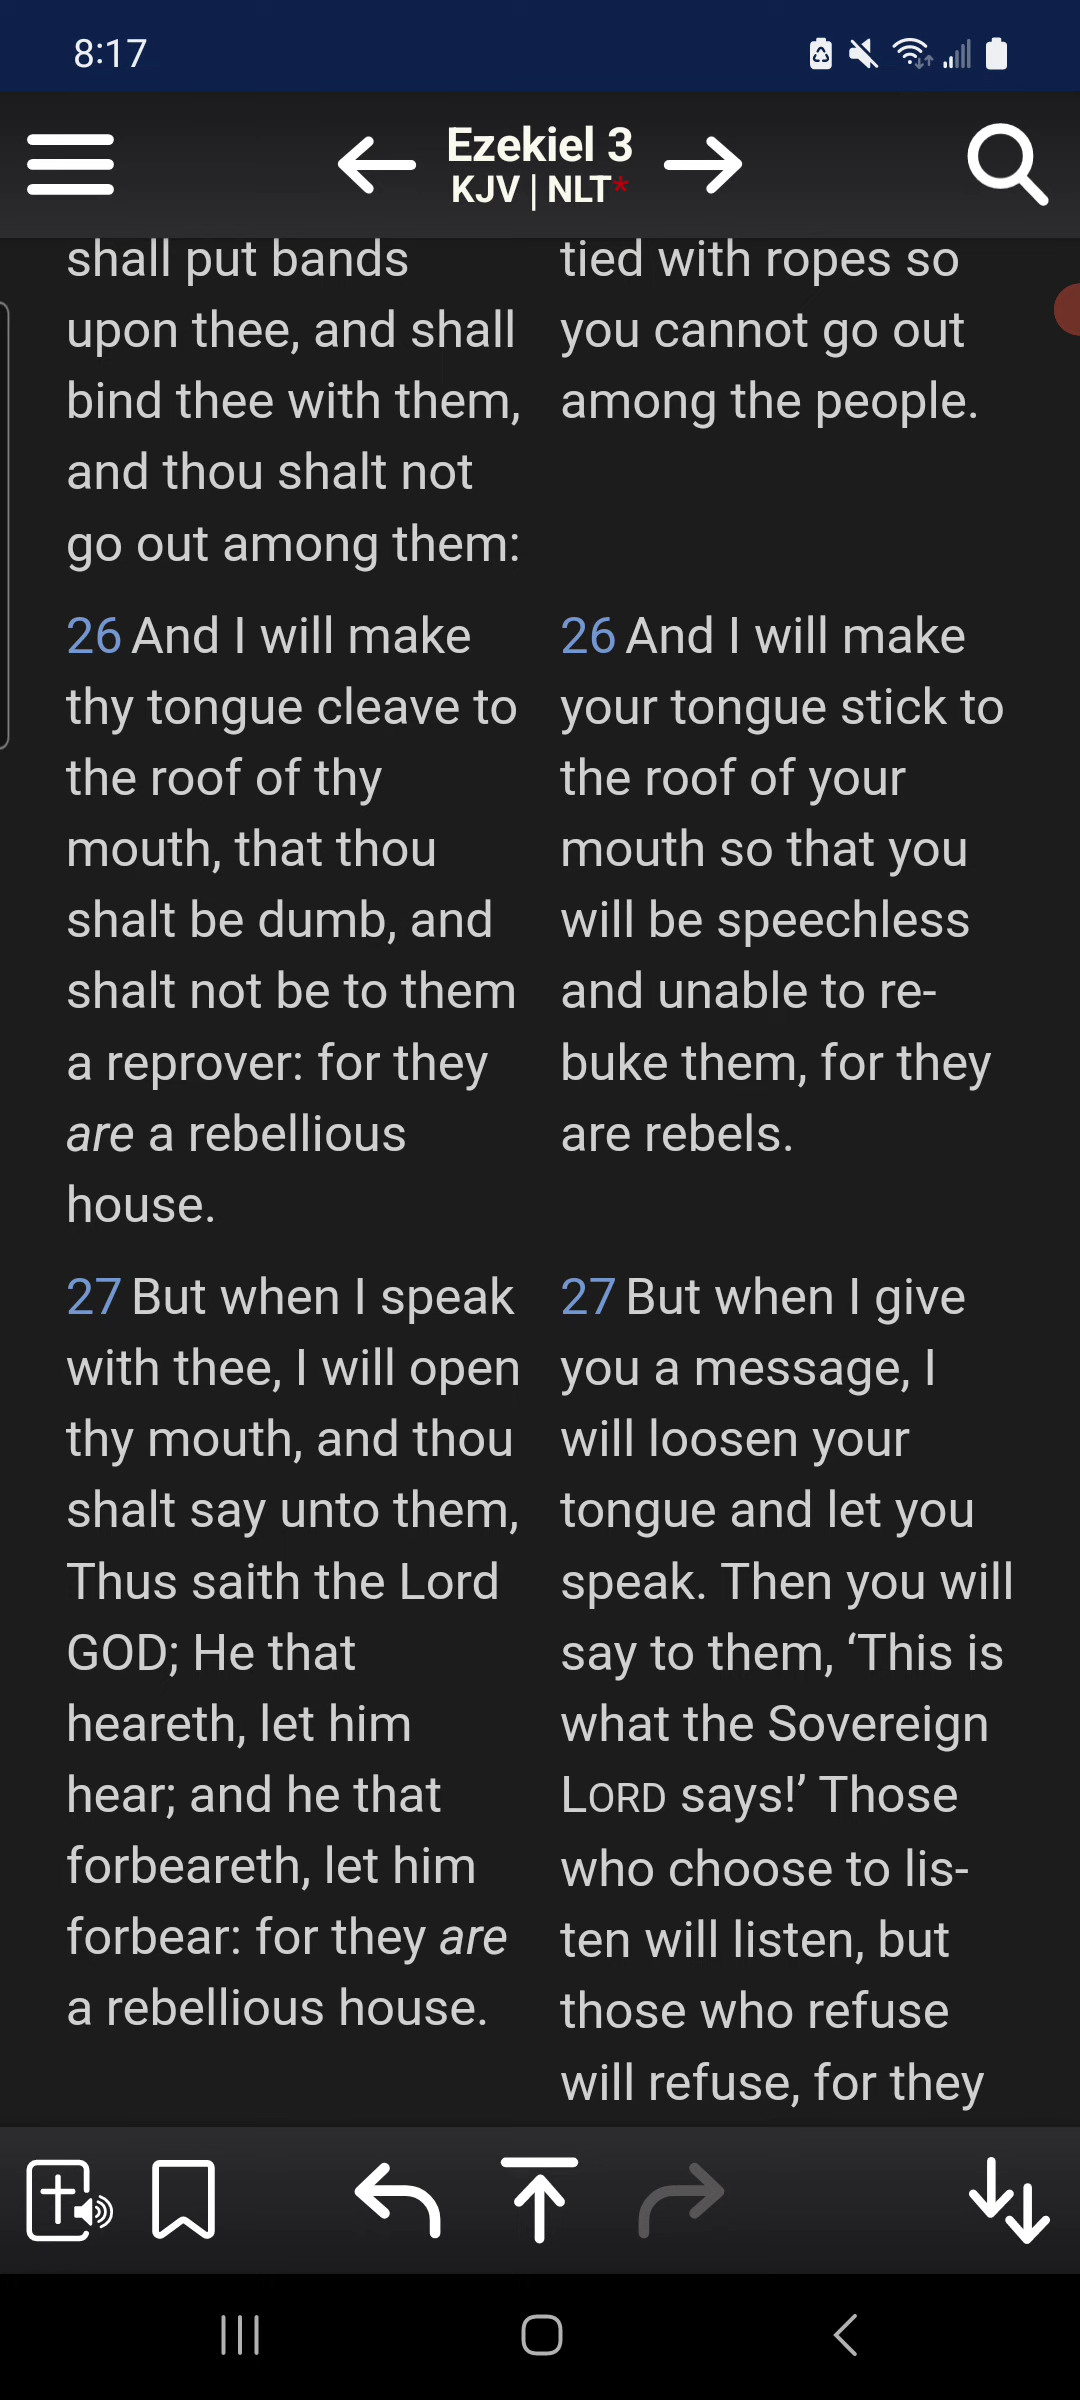 8:17
Ezekiel 3
KJV | NLT*
shall put bands
upon thee, and shall
bind thee with them,
and thou shalt not
go out among them:
26 And I will make
thy tongue cleave to
the roof of thy
mouth, that thou
shalt be dumb, and
shalt not be to them
a reprover: for they
are a rebellious
house.
27 But when I speak
with thee, I will open
thy mouth, and thou
shalt say unto them,
Thus saith the Lord
GOD; He that
heareth, let him
hear; and he that
forbeareth, let him
forbear: for they are
a rebellious house.
tied with ropes so
you cannot go out
among the people.
26 And I will make
your tongue stick to
the roof of your
mouth so that you
will be speechless
and unable to re-
buke them, for they
are rebels.
27 But when I give
you a message, I
will loosen your
tongue and let you
speak. Then you will
say to them, ‘This is
what the Sovereign
LORD says!’ Those
who choose to lis-
ten will listen, but
those who refuse
will refuse, for they